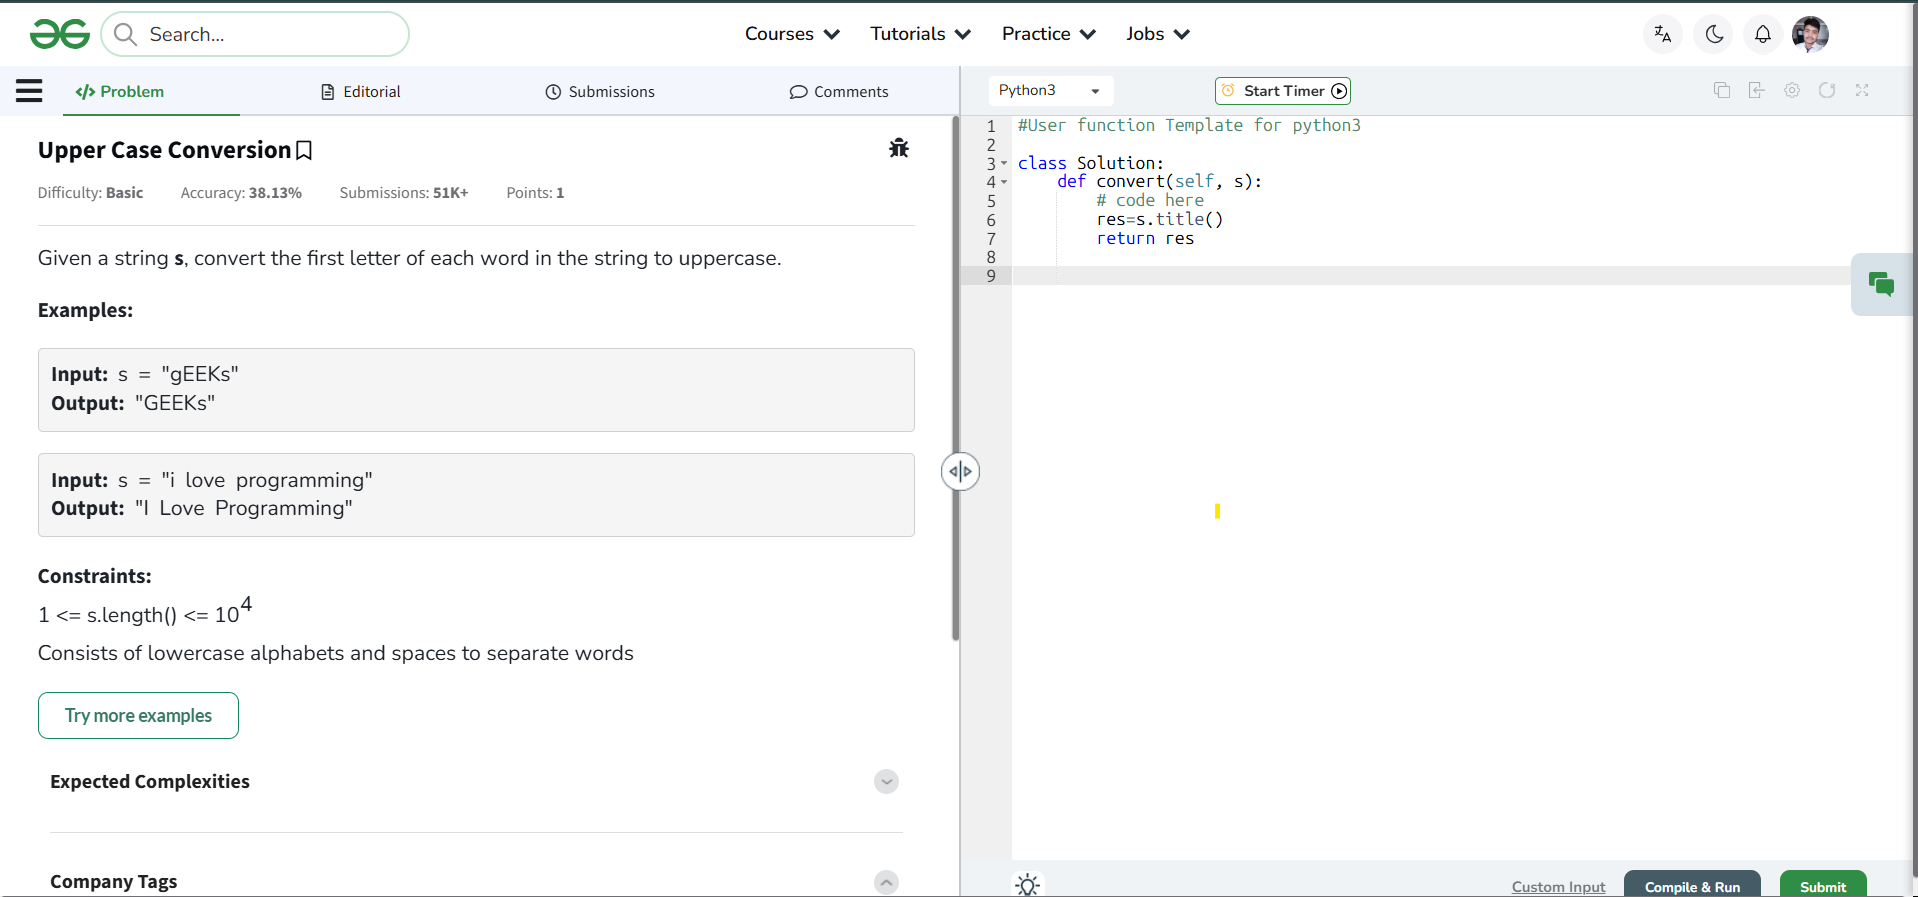 Search...
Courses
Tutorials
Practice
Jobs
</> Problem
Editorial
Submissions
Comments
Python3
Start Timer
Upper Case Conversion
Difficulty: Basic
Accuracy: 38.13%
Submissions: 51K+
Points: 1
Given a string s, convert the first letter of each word in the string to uppercase.
Examples:
Input: s = "gEEKs"
Output: "GEEKs"
Input: s = "i love programming"
Output: "I Love Programming"
Constraints:
1 <= s.length() <= 10^4
Consists of lowercase alphabets and spaces to separate words
Try more examples
Expected Complexities
Company Tags
1 #User function Template for python3
2
3 class Solution:
4     def convert(self, s):
5         # code here
6         res=s.title()
7         return res
8
9
Custom Input
Compile & Run
Submit